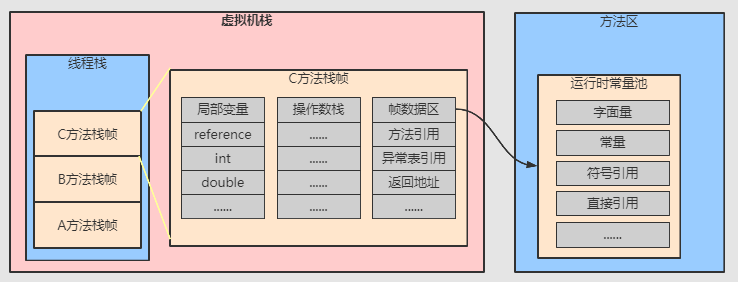 虚拟机栈
线程栈
C方法栈帧
B方法栈帧
A方法栈帧
C方法栈帧
局部变量
reference
int
double
......
操作数栈
......
......
......
......
帧数据区
方法引用
异常表引用
返回地址
......
方法区
运行时常量池
字面量
常量
符号引用
直接引用
......